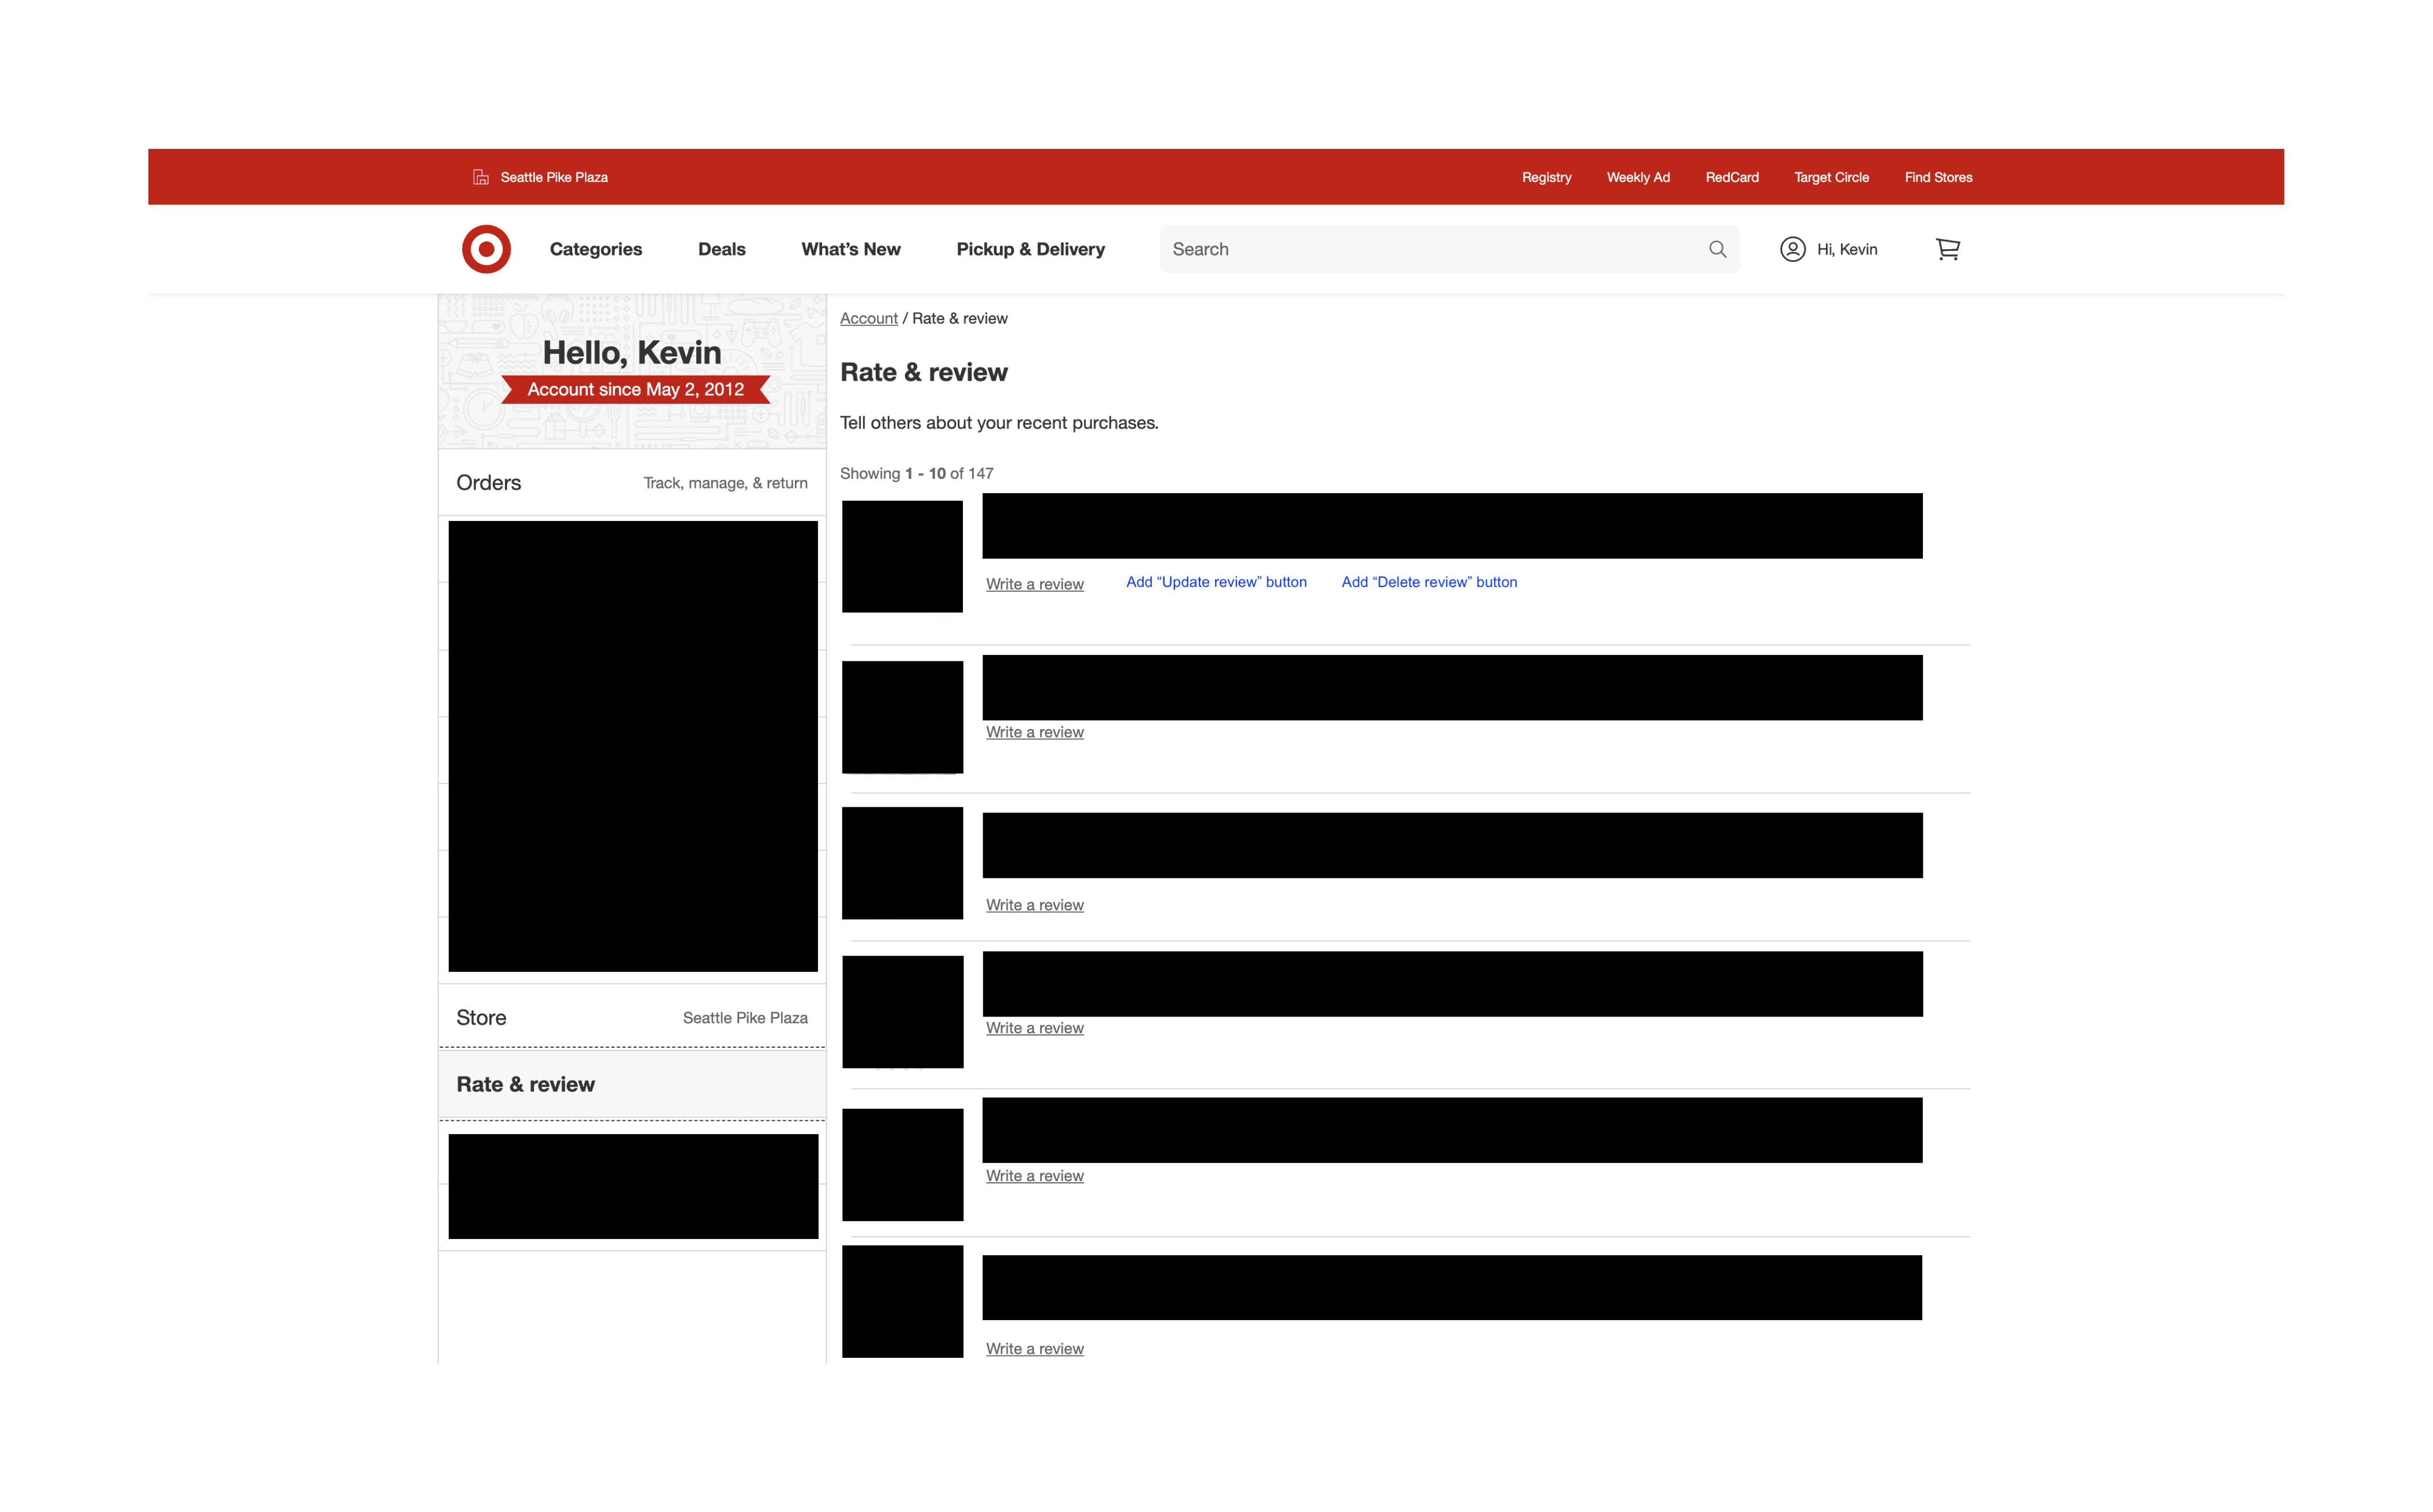 Seattle Pike Plaza Registry Weekly Ad RedCard Target Circle Find Stores
Categories Deals What’s New Pickup & Delivery Search Hi, Kevin
Hello, Kevin
Account since May 2, 2012
Orders Track, manage, & return
Store Seattle Pike Plaza
Rate & review
Account / Rate & review
Rate & review
Tell others about your recent purchases.
Showing 1 - 10 of 147
Write a review Add “Update review” button Add “Delete review” button
Write a review
Write a review
Write a review
Write a review
Write a review